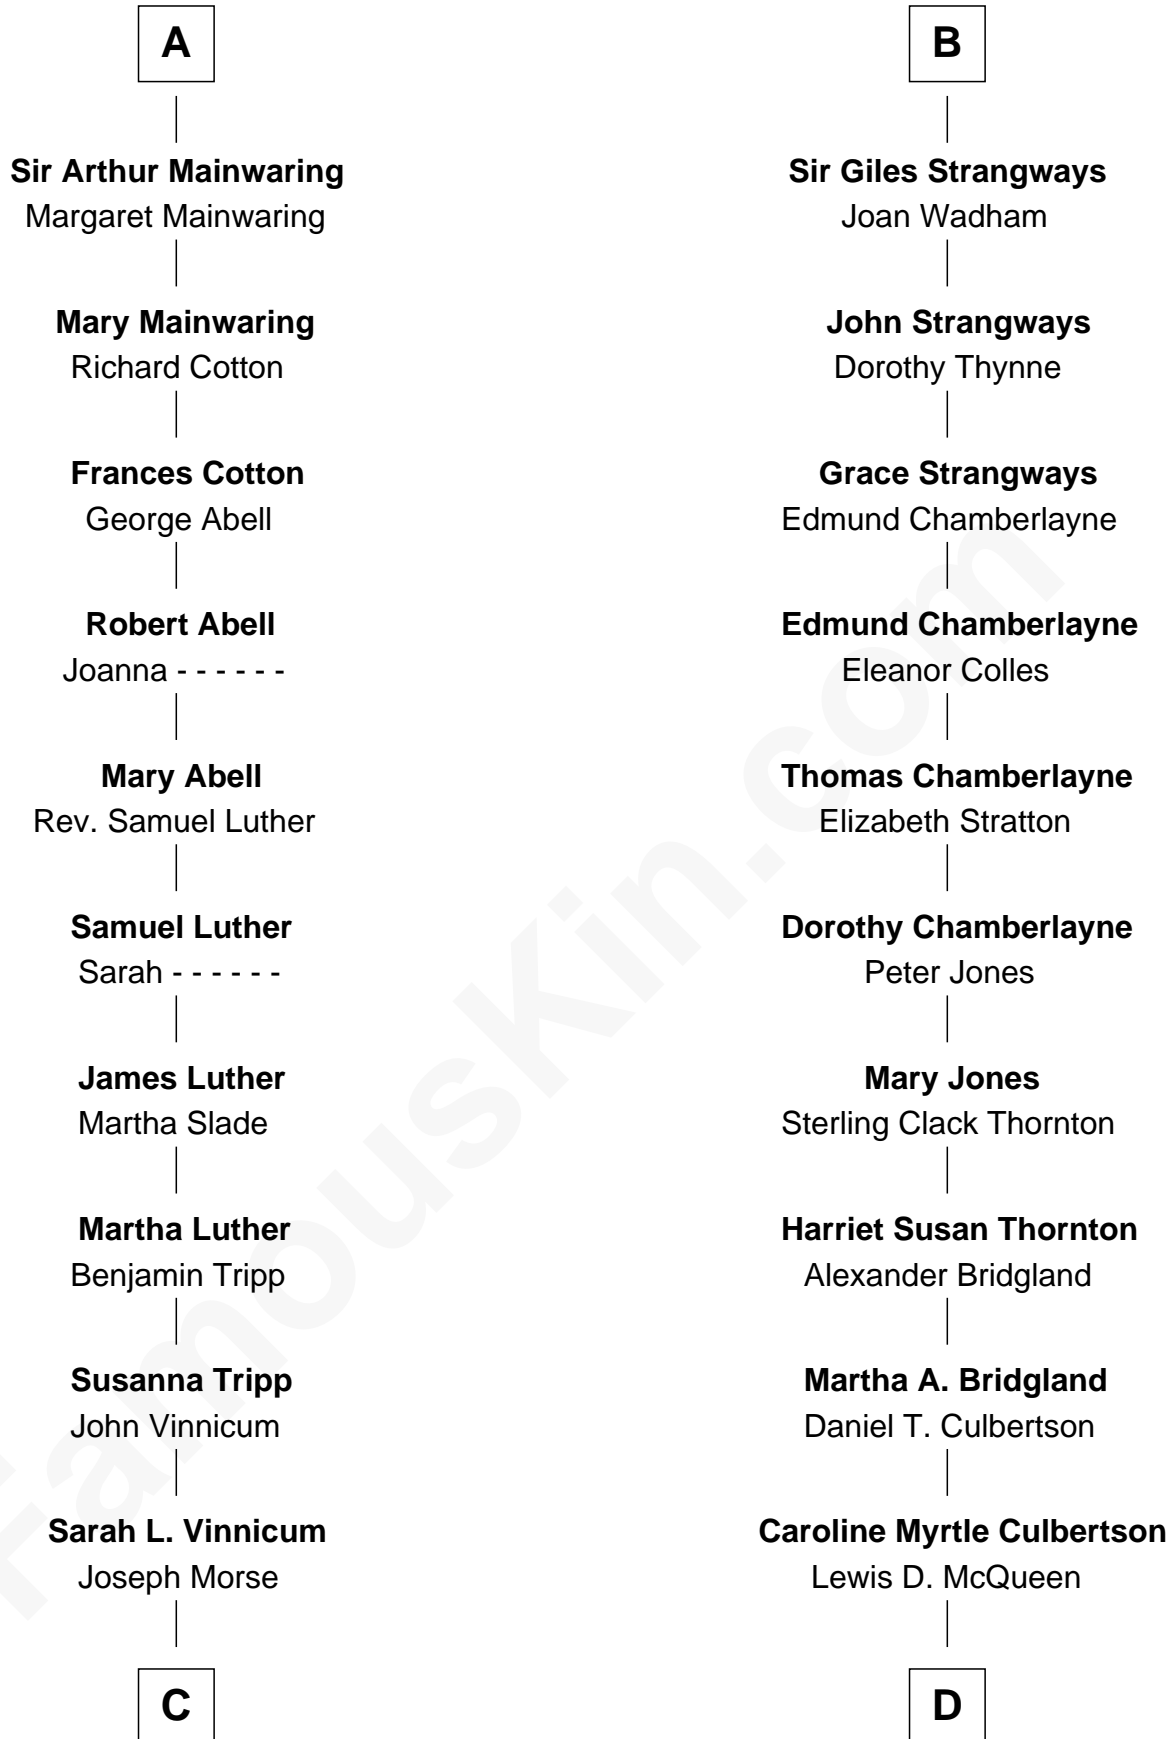 A
Sir Arthur Mainwaring
Margaret Mainwaring
Mary Mainwaring
Richard Cotton
Frances Cotton
George Abell
Robert Abell
Joanna - - - - - -
Mary Abell
Rev. Samuel Luther
Samuel Luther
Sarah - - - - - -
James Luther
Martha Slade
Martha Luther
Benjamin Tripp
Susanna Tripp
John Vinnicum
Sarah L. Vinnicum
Joseph Morse
C
B
Sir Giles Strangways
Joan Wadham
John Strangways
Dorothy Thynne
Grace Strangways
Edmund Chamberlayne
Edmund Chamberlayne
Eleanor Colles
Thomas Chamberlayne
Elizabeth Stratton
Dorothy Chamberlayne
Peter Jones
Mary Jones
Sterling Clack Thornton
Harriet Susan Thornton
Alexander Bridgland
Martha A. Bridgland
Daniel T. Culbertson
Caroline Myrtle Culbertson
Lewis D. McQueen
D
FamousKin.com